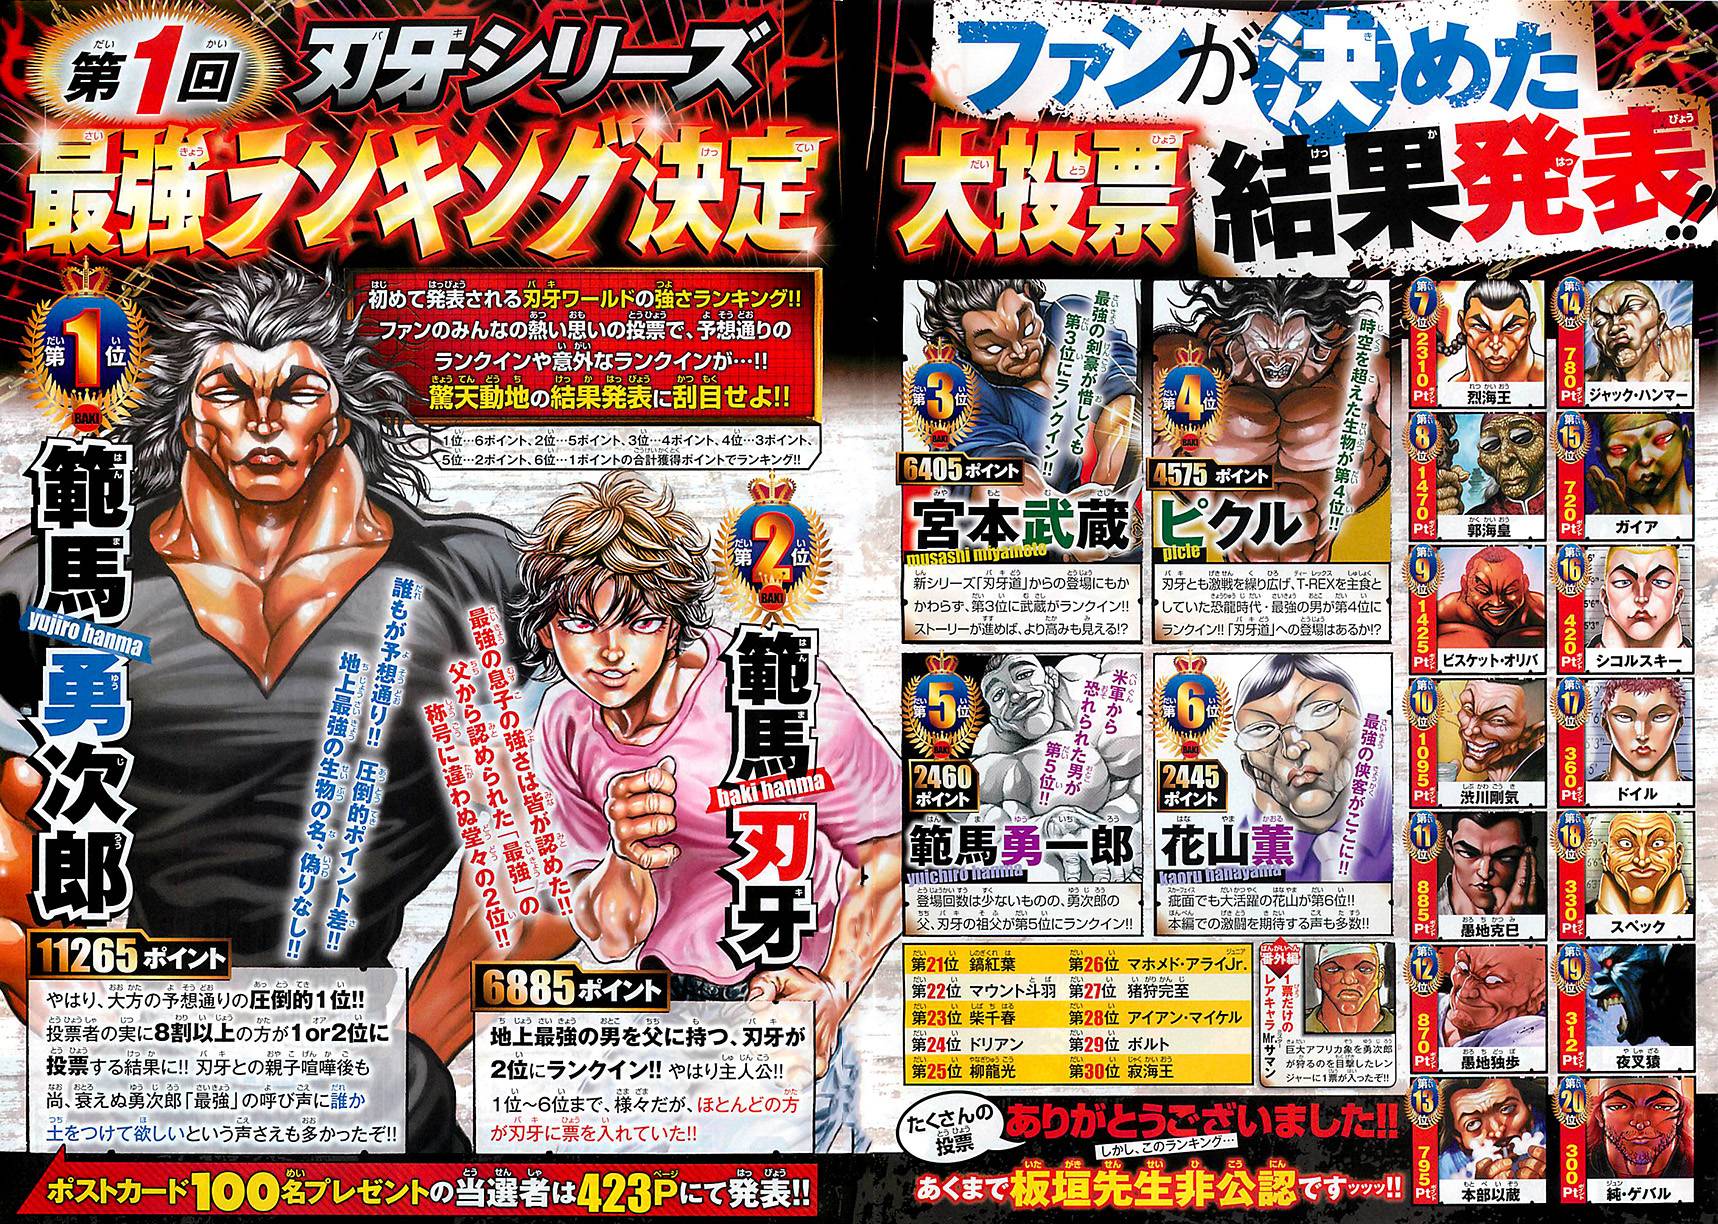 第1回
刃牙シリーズ
最強ランキング決定
ファンが決めた
大投票
結果発表!!
第1位
BAKI
初めて発表される刃牙ワールドの強さランキング!!
ファンのみんなの熱い思いの投票で、予想通りの
ランクインや意外なランクインが…!!
驚天動地の結果発表に刮目せよ!!
1位…6ポイント、2位…5ポイント、3位…4ポイント、4位…3ポイント、
5位…2ポイント、6位…1ポイントの合計獲得ポイントでランキング!!
範馬勇次郎
yujiro hanma
誰もが予想通り!! 圧倒的ポイント差!!
地上最強の生物の名、偽りなし!!
11265ポイント
やはり、大方の予想通りの圧倒的1位!!
投票者の実に8割以上の方が1or2位に
投票する結果に!! 刃牙との親子喧嘩後も
尚、衰えぬ勇次郎「最強」の呼び声に誰か
土をつけて欲しいという声さえも多かったぞ!!
第2位
BAKI
範馬刃牙
baki hanma
最強の息子の強さは皆が認めた!!
父から認められた「最強」の
称号に違わぬ堂々の2位!!
6885ポイント
地上最強の男を父に持つ、刃牙が
2位にランクイン!! やはり主人公!!
1位〜6位まで、様々だが、ほとんどの方
が刃牙に票を入れていた!!
ポストカード100名プレゼントの当選者は423Pにて発表!!
第3位
BAKI
最強の剣豪が惜しくも
第3位にランクイン!!
6405ポイント
宮本武蔵
musashi miyamoto
新シリーズ「刃牙道」からの登場にもか
かわらず、第3位に武蔵がランクイン!!
ストーリーが進めば、より高みも見える!?
第4位
BAKI
時空を超えた生物が第4位!!
4575ポイント
ピクル
picle
刃牙とも激戦を繰り広げ、T-REXを主食と
していた恐龍時代・最強の男が第4位に
ランクイン!! 「刃牙道」への登場はあるか!?
第5位
BAKI
米軍から
恐れられた男が
第5位!!
2460
ポイント
範馬勇一郎
yuichiro hanma
登場回数は少ないものの、勇次郎の
父、刃牙の祖父が第5位にランクイン!!
第6位
BAKI
最強の侠客がここに!!
2445
ポイント
花山薫
kaoru hanayama
疵面でも大活躍の花山が第6位!!
本編での激闘を期待する声も多数!!
第21位 鎬紅葉
第22位 マウント斗羽
第23位 柴千春
第24位 ドリアン
第25位 柳龍光
第26位 マホメド・アライJr.
第27位 猪狩完至
第28位 アイアン・マイケル
第29位 ボルト
第30位 寂海王
番外編
1票だけの
レアキャラ
Mr.サマン
巨大アフリカ象を勇次郎
が狩るのを目撃したレン
ジャーに1票が入ったぞ!!
たくさんの
投票
ありがとうございました!!
しかし、このランキング…
あくまで板垣先生非公認ですッッッ!!
第7位
2310ポイント
烈海王
第8位
1470Pt
郭海皇
第9位
1425Pt
ビスケット・オリバ
第10位
1095Pt
渋川剛気
第11位
885Pt
愚地克巳
第12位
870Pt
愚地独歩
第13位
795Pt
本部以蔵
第14位
780Pt
ジャック・ハンマー
第15位
720Pt
ガイア
第16位
420Pt
シコルスキー
第17位
360Pt
ドイル
第18位
330Pt
スペック
第19位
312Pt
夜叉猿
第20位
300Pt
純・ゲバル